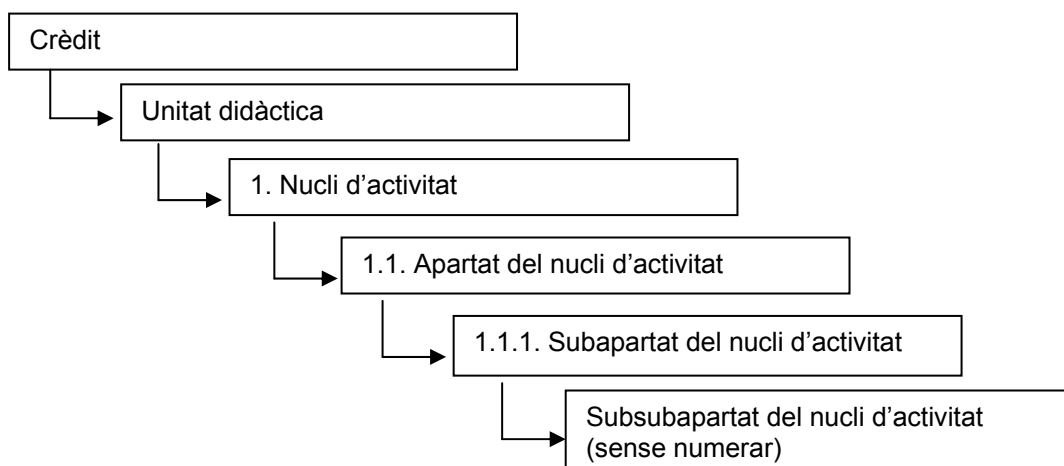 Crèdit
Unitat didàctica
1. Nucli d’activitat
1.1. Apartat del nucli d’activitat
1.1.1. Subapartat del nucli d’activitat
Subsubapartat del nucli d’activitat
(sense numerar)